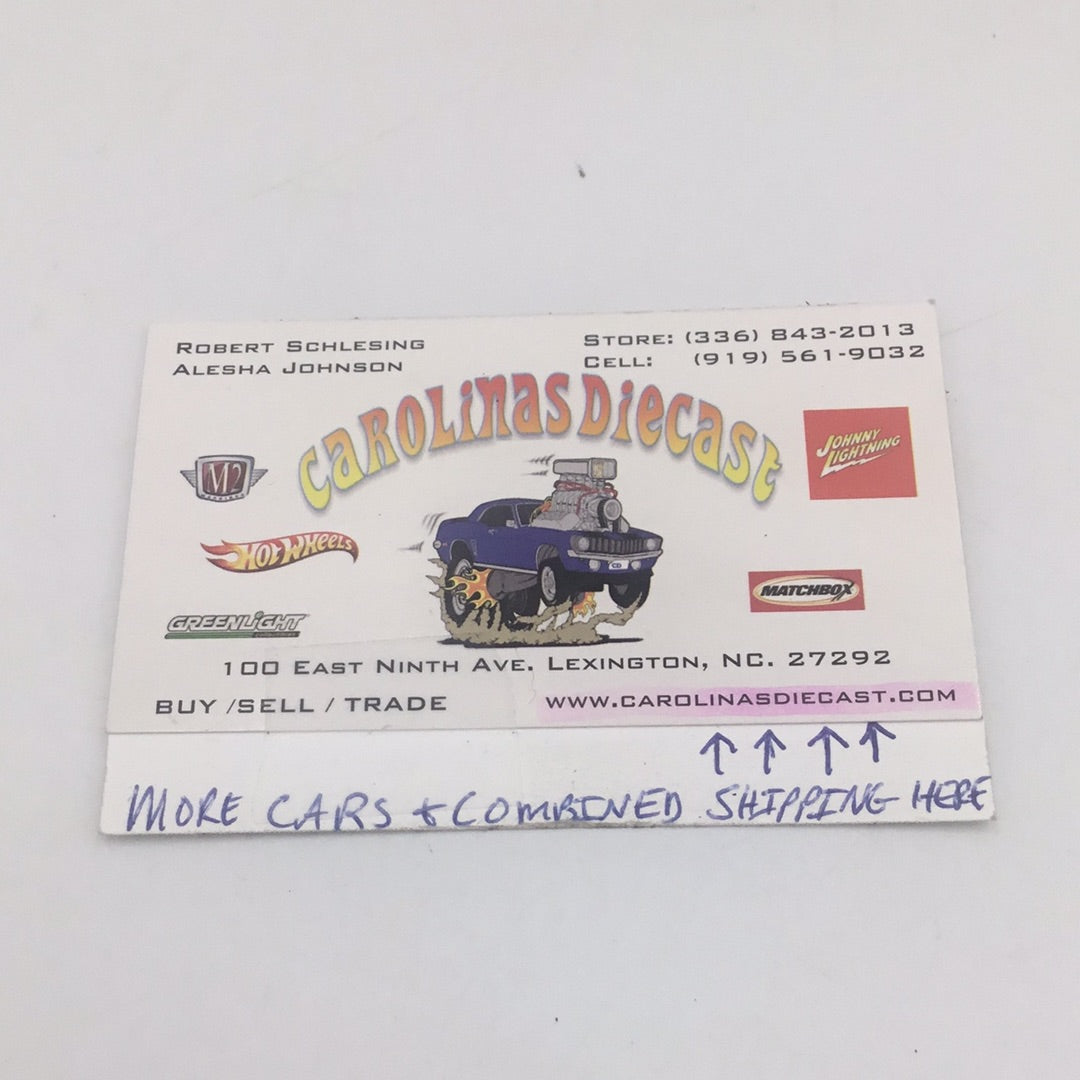 ROBERT SCHLESING
ALESHA JOHNSON
STORE: (336) 843-2013
CELL: (919) 561-9032
CAROLINAS DIECAST
M2
JOHNNY
LIGHTNING
HOT WHEELS
MATCHBOX
GREENLIGHT
CD
100 EAST NINTH AVE. LEXINGTON, NC. 27292
BUY /SELL / TRADE
WWW.CAROLINASDIECAST.COM
MORE CARS + COMBINED SHIPPING HERE